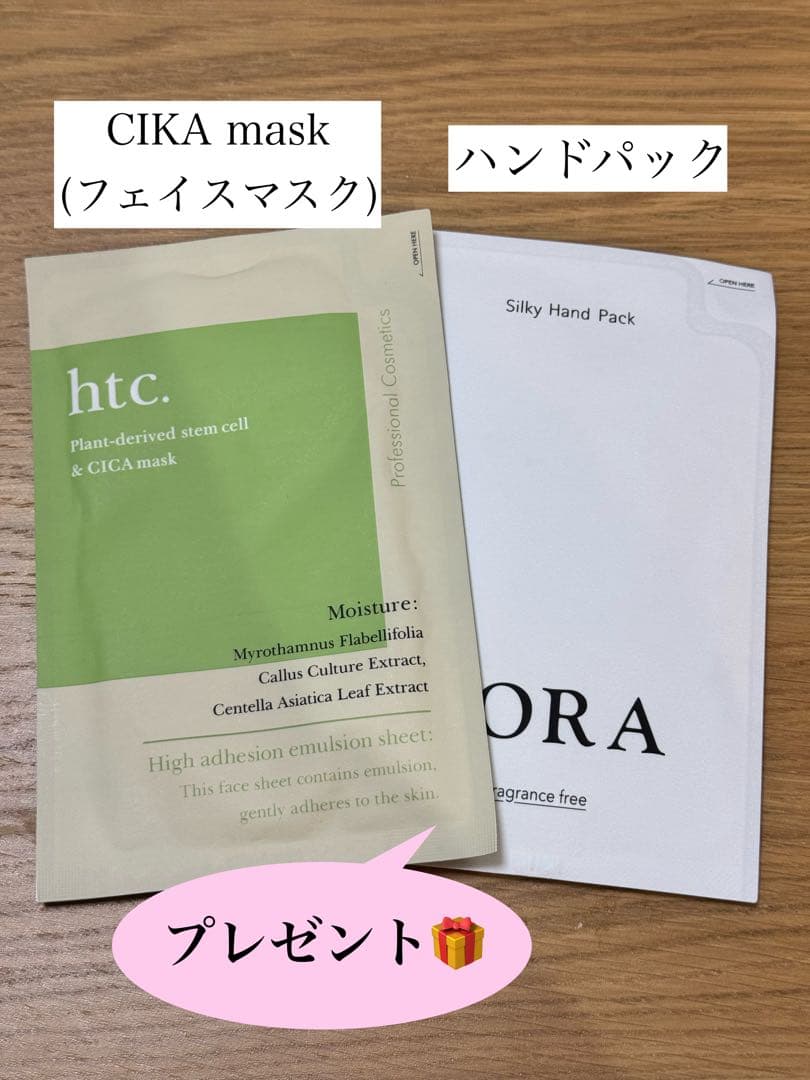 CIKA mask
(フェイスマスク)
ハンドパック
OPEN HERE
htc.
Plant-derived stem cell
& CICA mask
Professional Cosmetics
Moisture:
Myrothamnus Flabellifolia
Callus Culture Extract,
Centella Asiatica Leaf Extract
High adhesion emulsion sheet:
This face sheet contains emulsion,
gently adheres to the skin.
OPEN HERE
Silky Hand Pack
ORA
ragrance free
プレゼント🎁